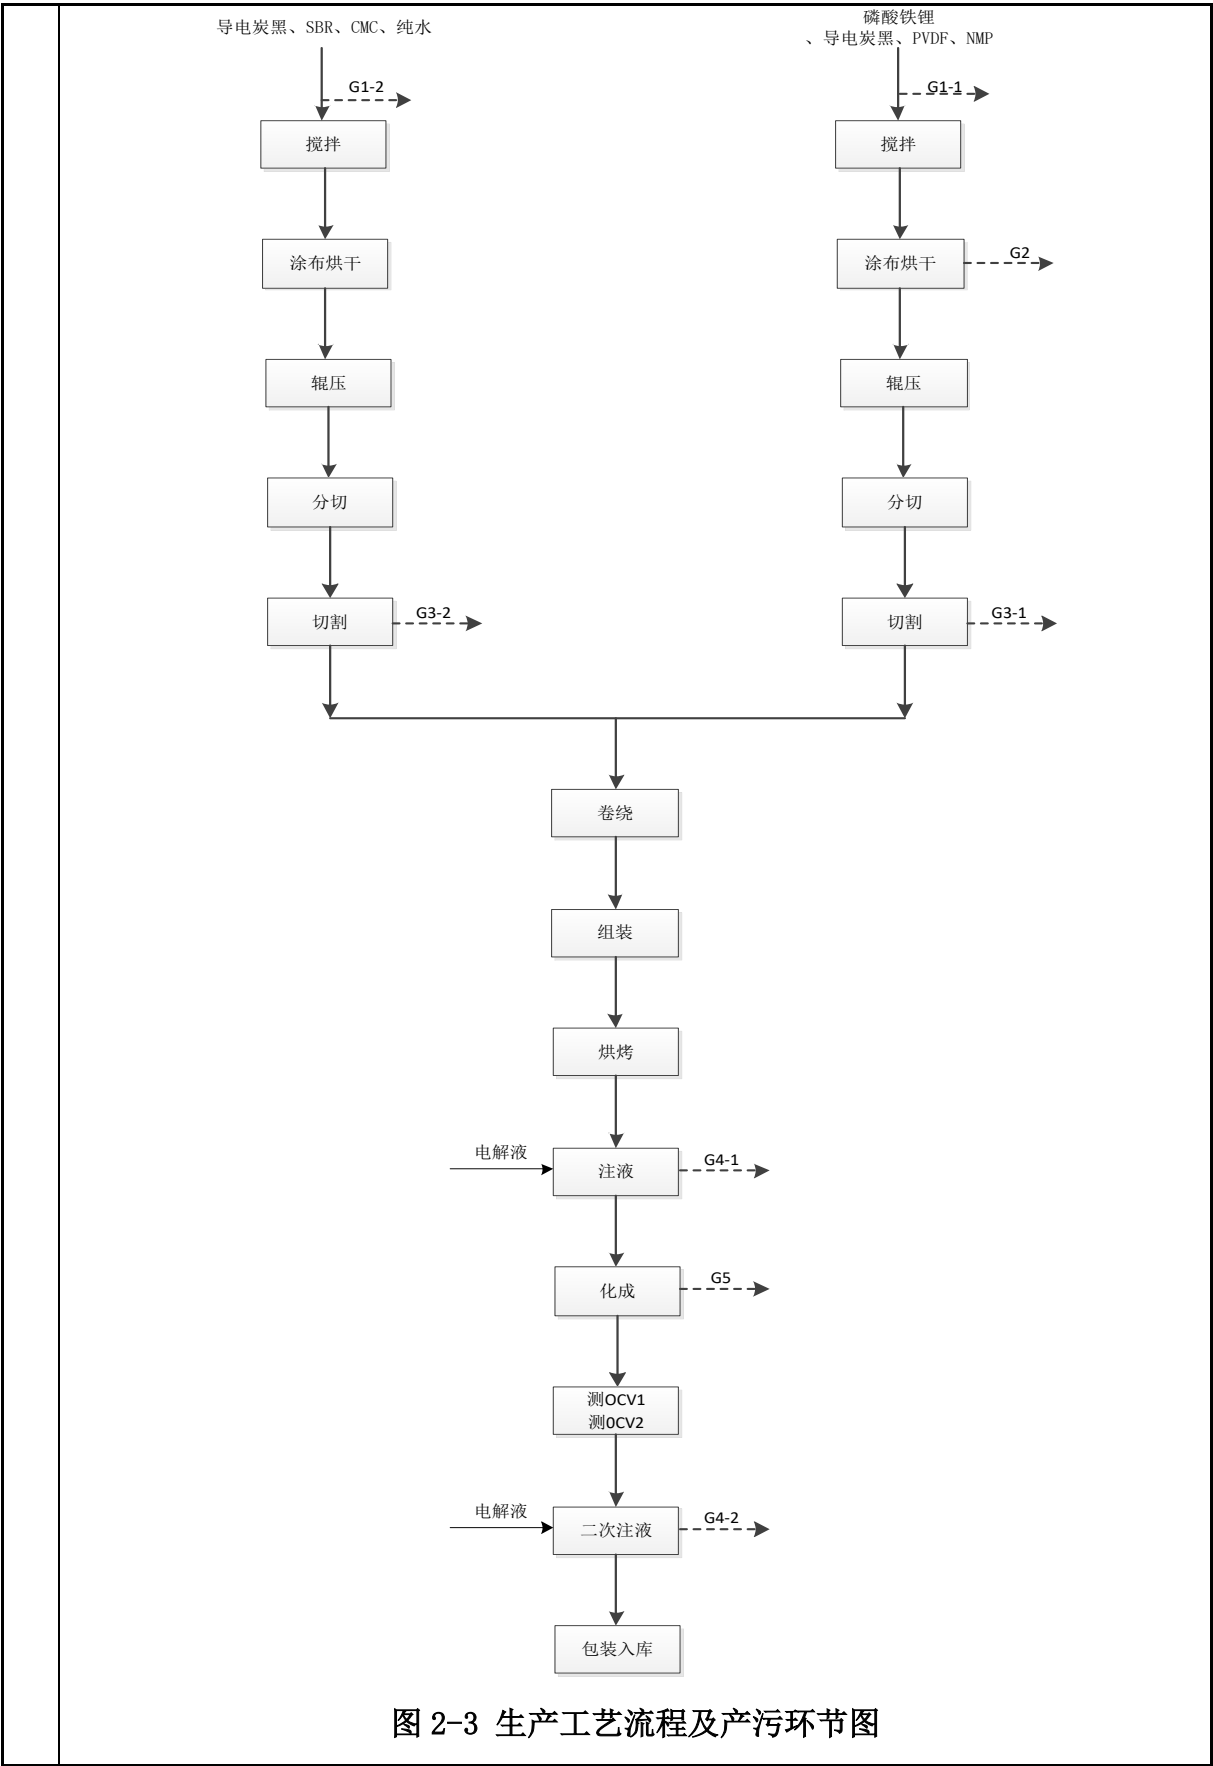 导电炭黑、SBR、CMC、纯水
磷酸铁锂
、导电炭黑、PVDF、NMP
G1-2
G1-1
搅拌
搅拌
涂布烘干
涂布烘干
G2
辊压
辊压
分切
分切
切割
G3-2
切割
G3-1
卷绕
组装
烘烤
电解液
注液
G4-1
化成
G5
测OCV1
测0CV2
电解液
二次注液
G4-2
包装入库
图 2-3 生产工艺流程及产污环节图